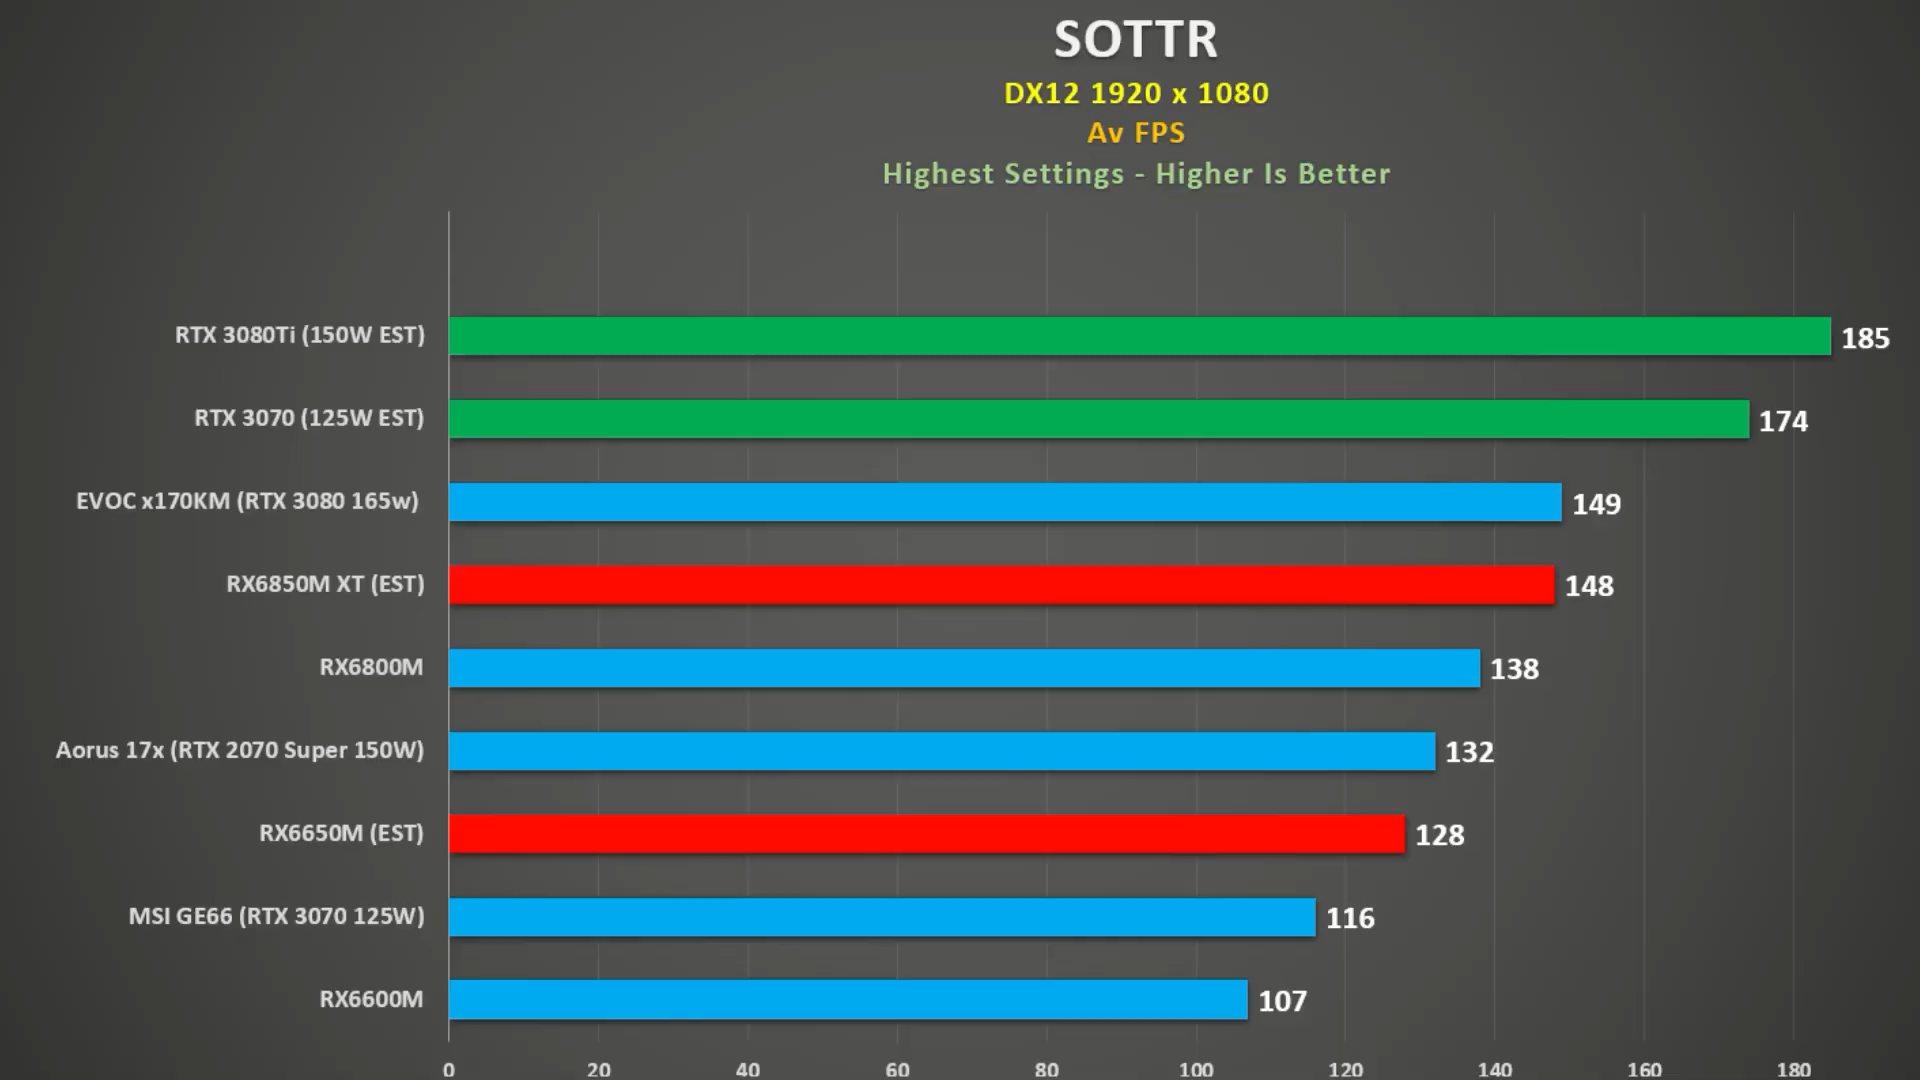 SOTTR
DX12 1920 x 1080
Av FPS
Highest Settings - Higher Is Better
RTX 3080Ti (150W EST) 185
RTX 3070 (125W EST) 174
EVOC x170KM (RTX 3080 165w) 149
RX6850M XT (EST) 148
RX6800M 138
Aorus 17x (RTX 2070 Super 150W) 132
RX6650M (EST) 128
MSI GE66 (RTX 3070 125W) 116
RX6600M 107
0 20 40 60 80 100 120 140 160 180